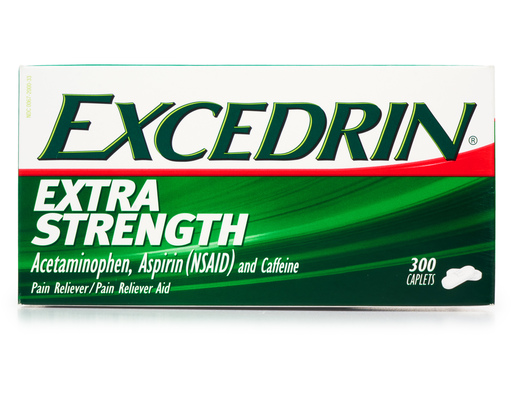 EXCEDRIN®
EXTRA
STRENGTH
Acetaminophen, Aspirin (NSAID) and Caffeine
Pain Reliever/Pain Reliever Aid
300
CAPLETS